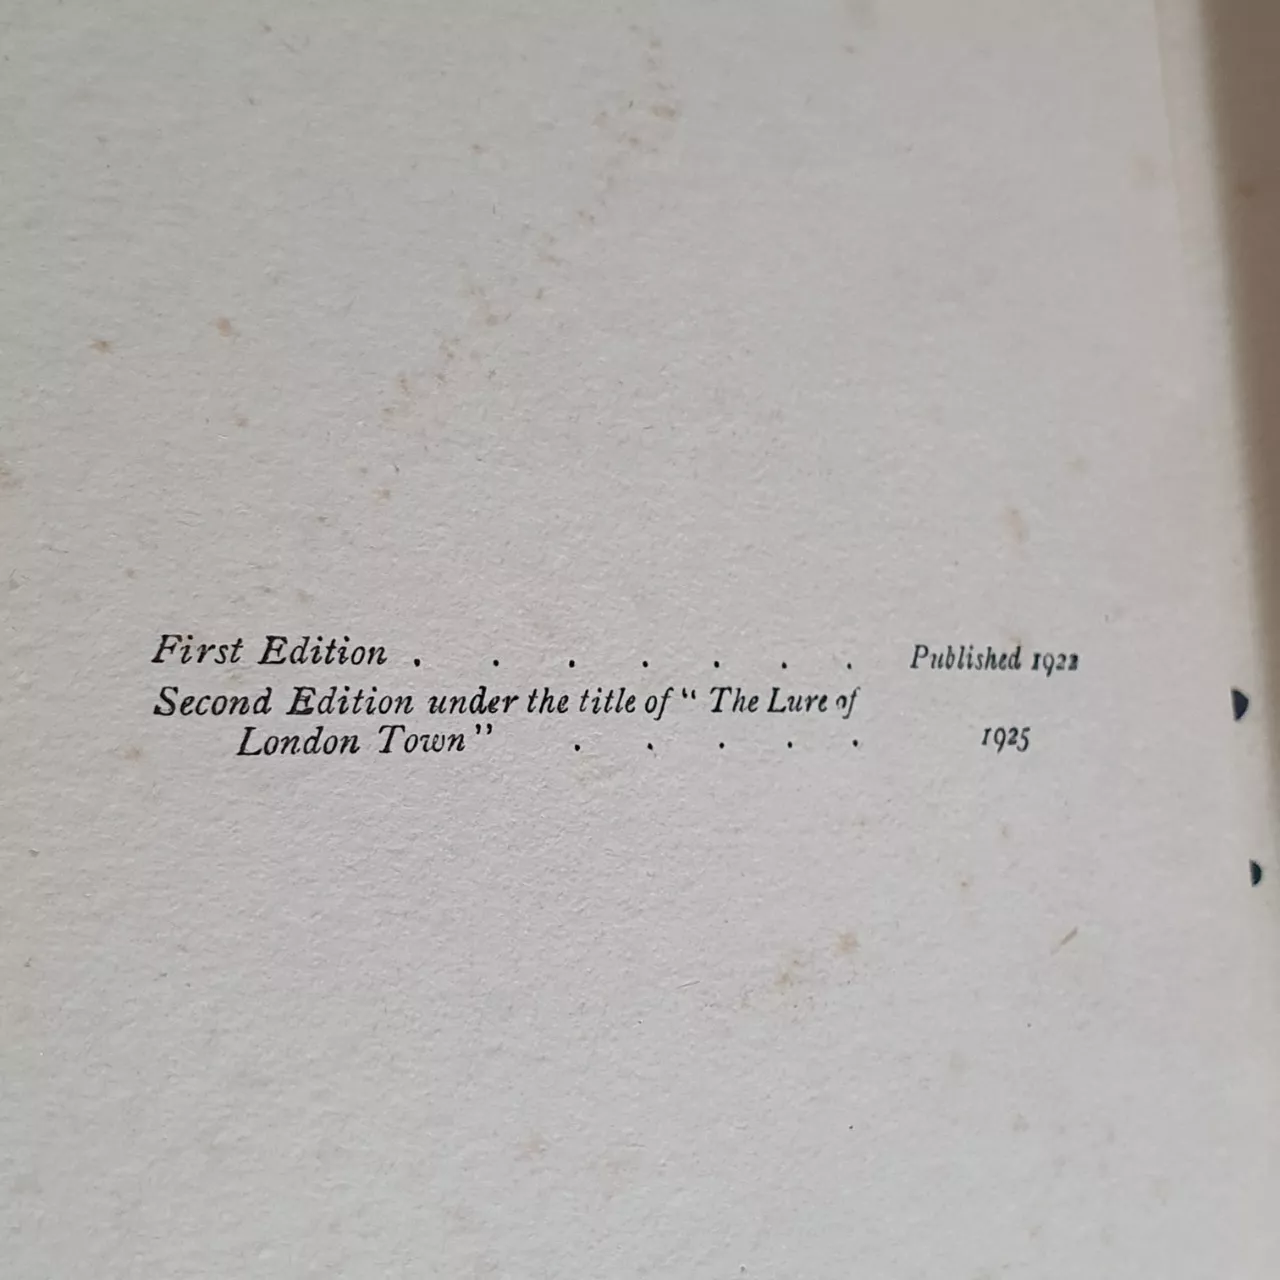 First Edition . . . . . . . Published 1922
Second Edition under the title of “ The Lure of
London Town” . . . . . 1925